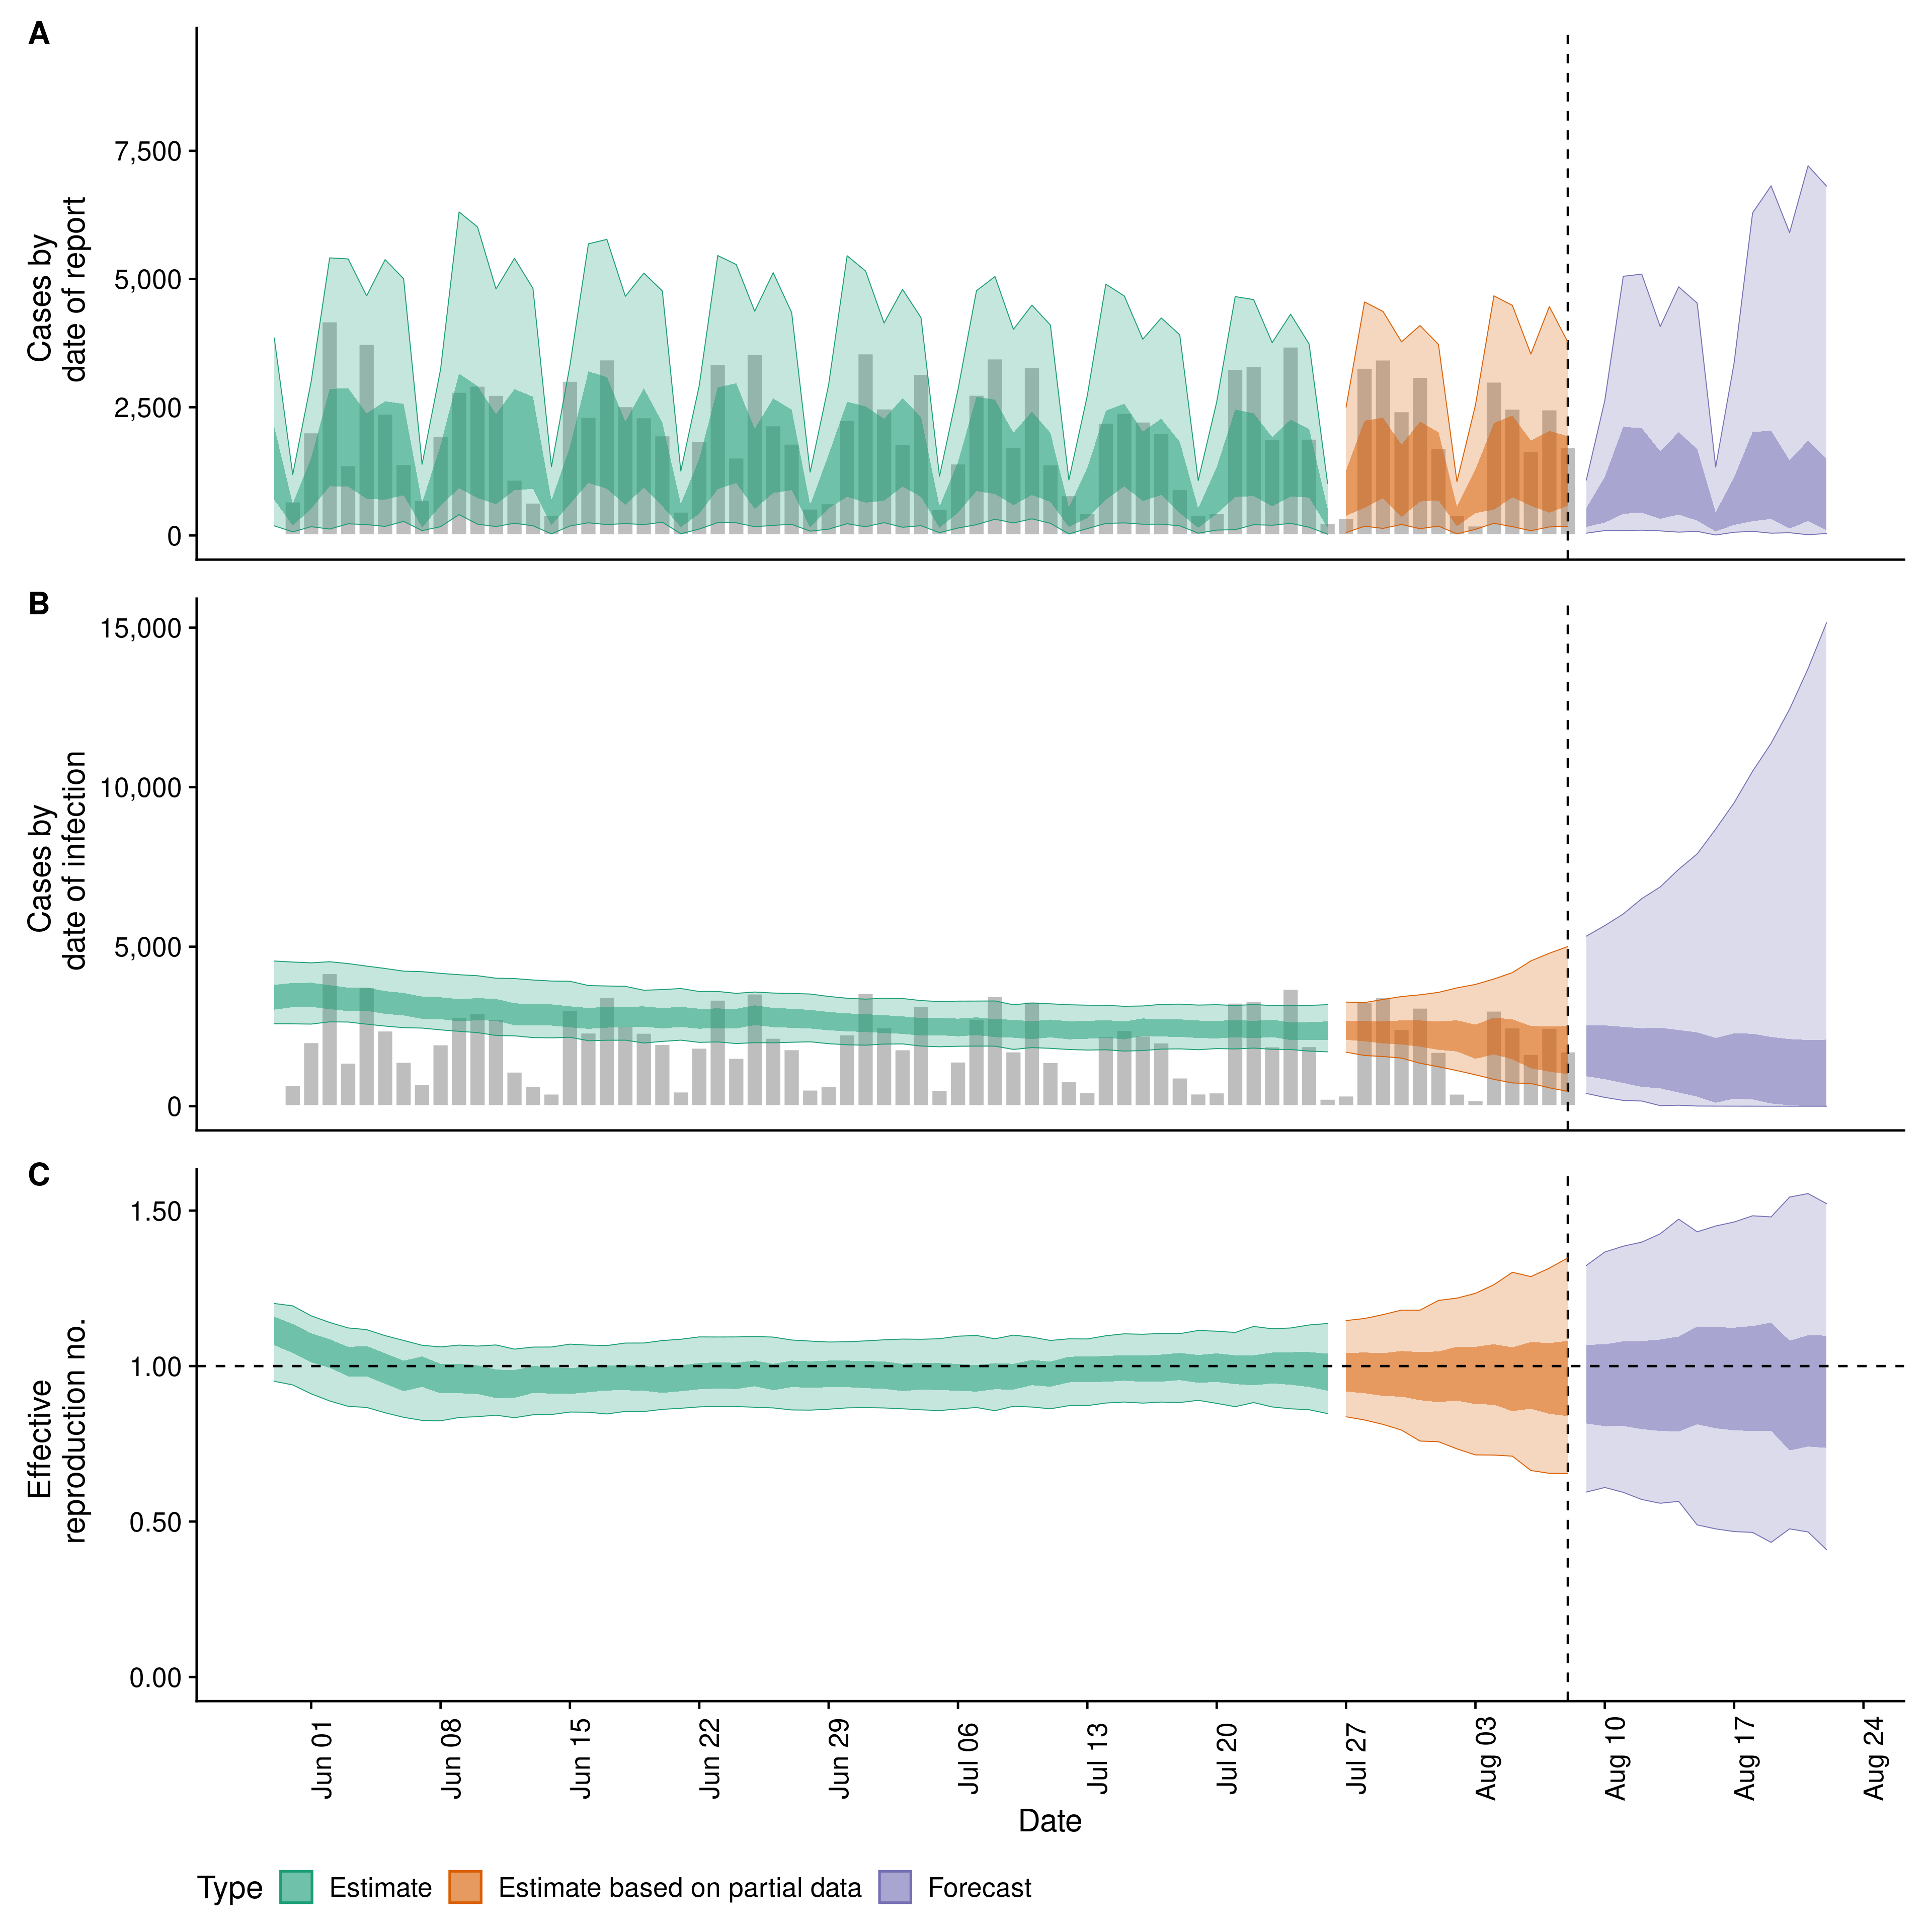 A
7,500
5,000
2,500
0
Cases by
date of report
B
15,000
10,000
5,000
0
Cases by
date of infection
C
1.50
1.00
0.50
0.00
Effective
reproduction no.
Jun 01
Jun 08
Jun 15
Jun 22
Jun 29
Jul 06
Jul 13
Jul 20
Jul 27
Aug 03
Aug 10
Aug 17
Aug 24
Date
Type Estimate Estimate based on partial data Forecast